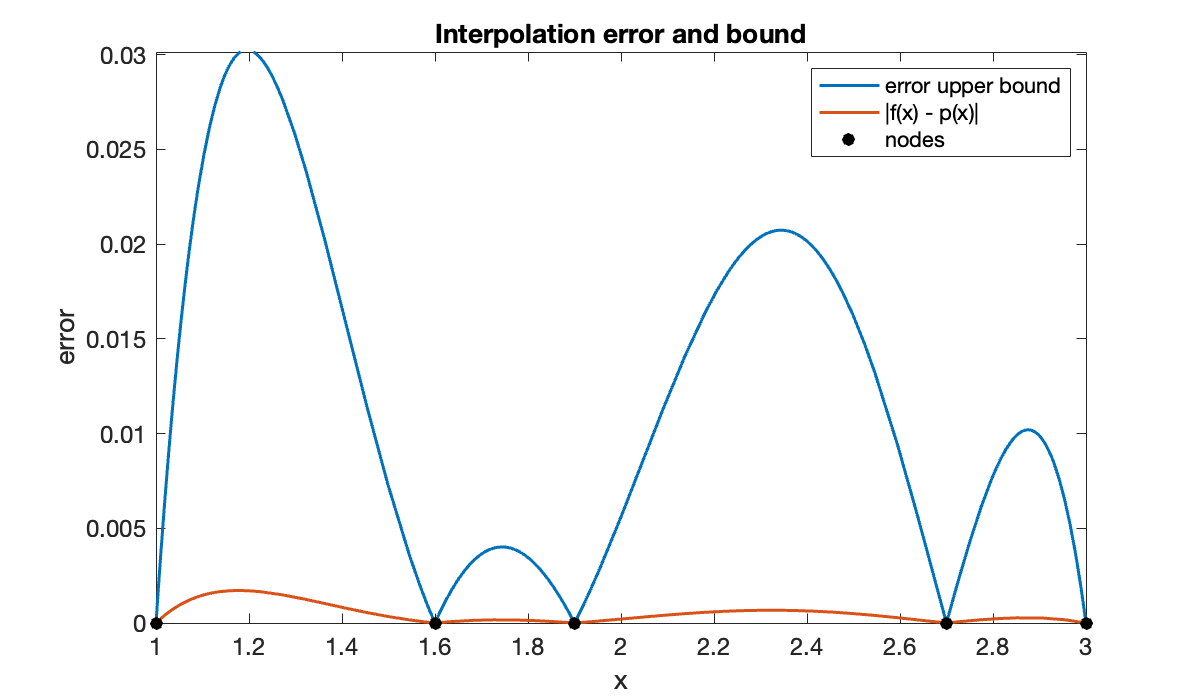 Interpolation error and bound
error upper bound
|f(x) - p(x)|
nodes
error
0.03
0.025
0.02
0.015
0.01
0.005
0
1 1.2 1.4 1.6 1.8 2 2.2 2.4 2.6 2.8 3
x